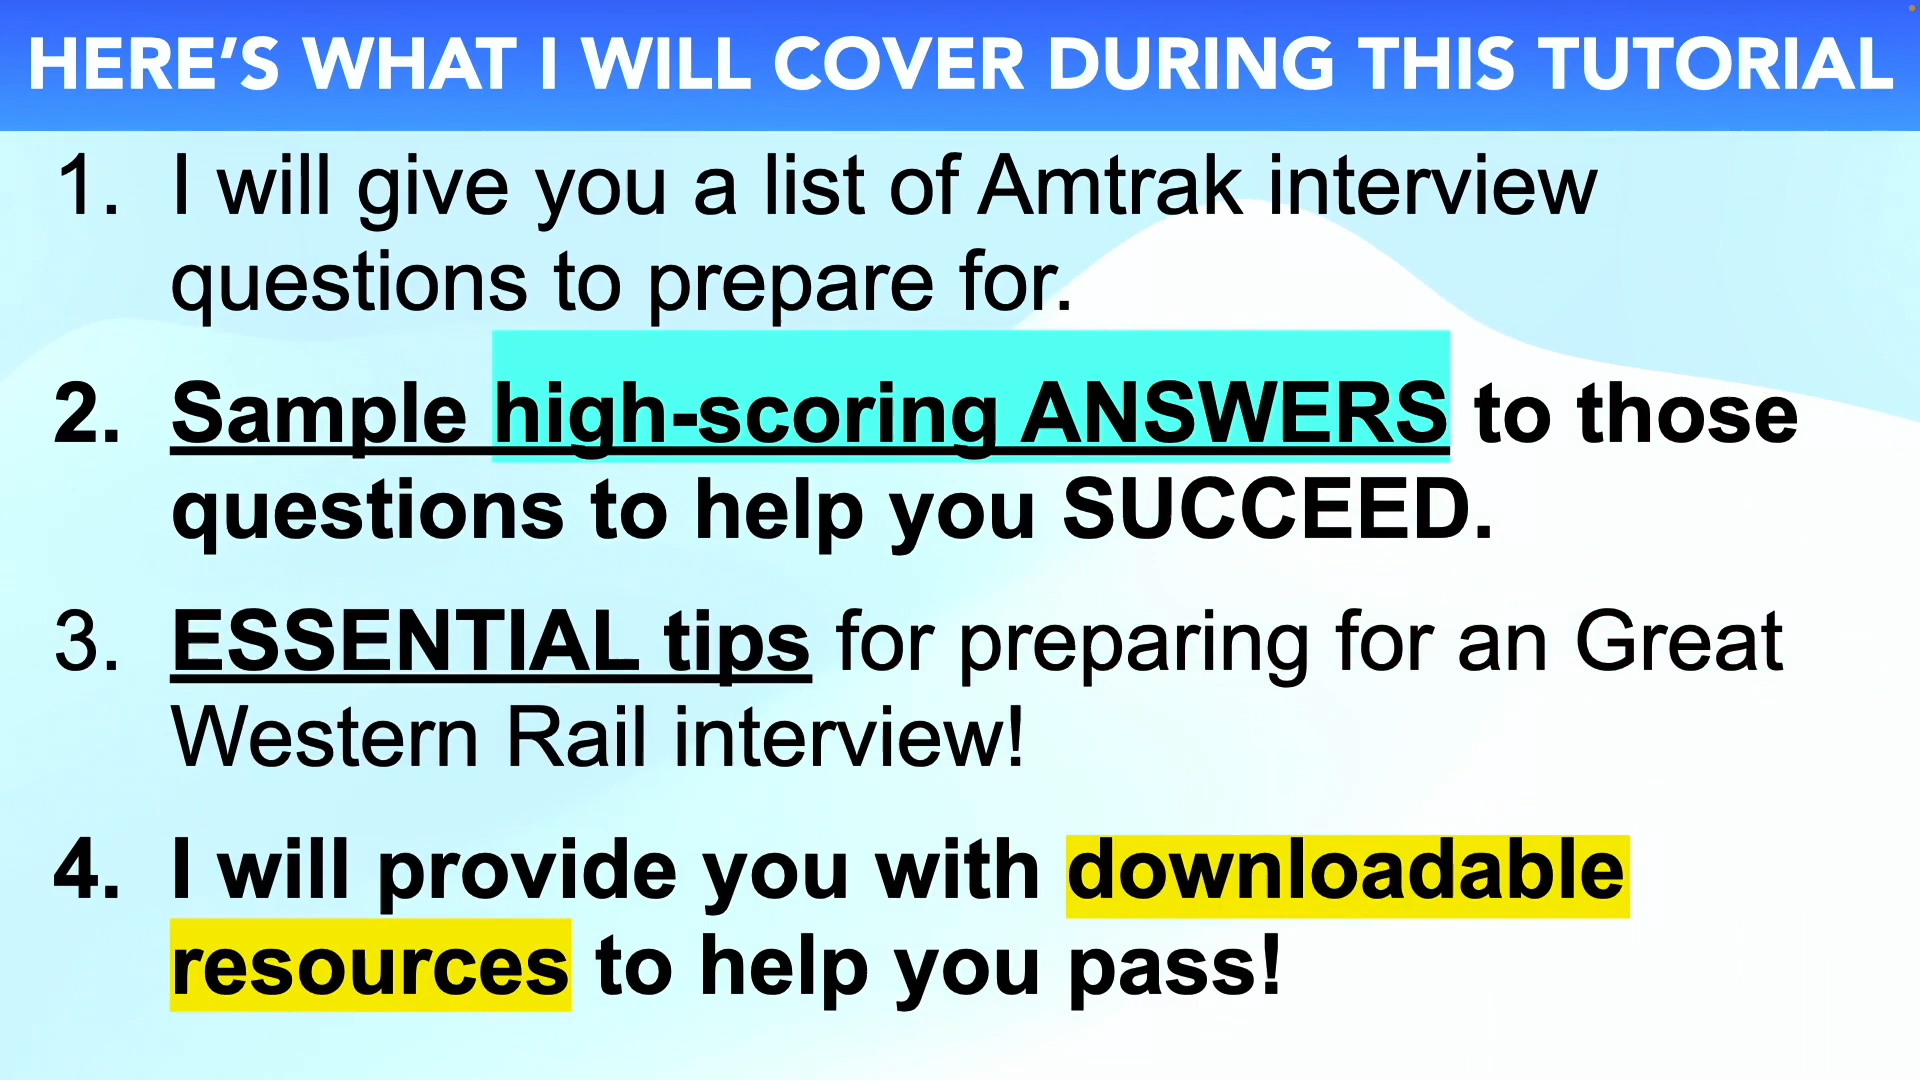 HERE’S WHAT I WILL COVER DURING THIS TUTORIAL
1. I will give you a list of Amtrak interview
questions to prepare for.
2. Sample high-scoring ANSWERS to those
questions to help you SUCCEED.
3. ESSENTIAL tips for preparing for an Great
Western Rail interview!
4. I will provide you with downloadable
resources to help you pass!